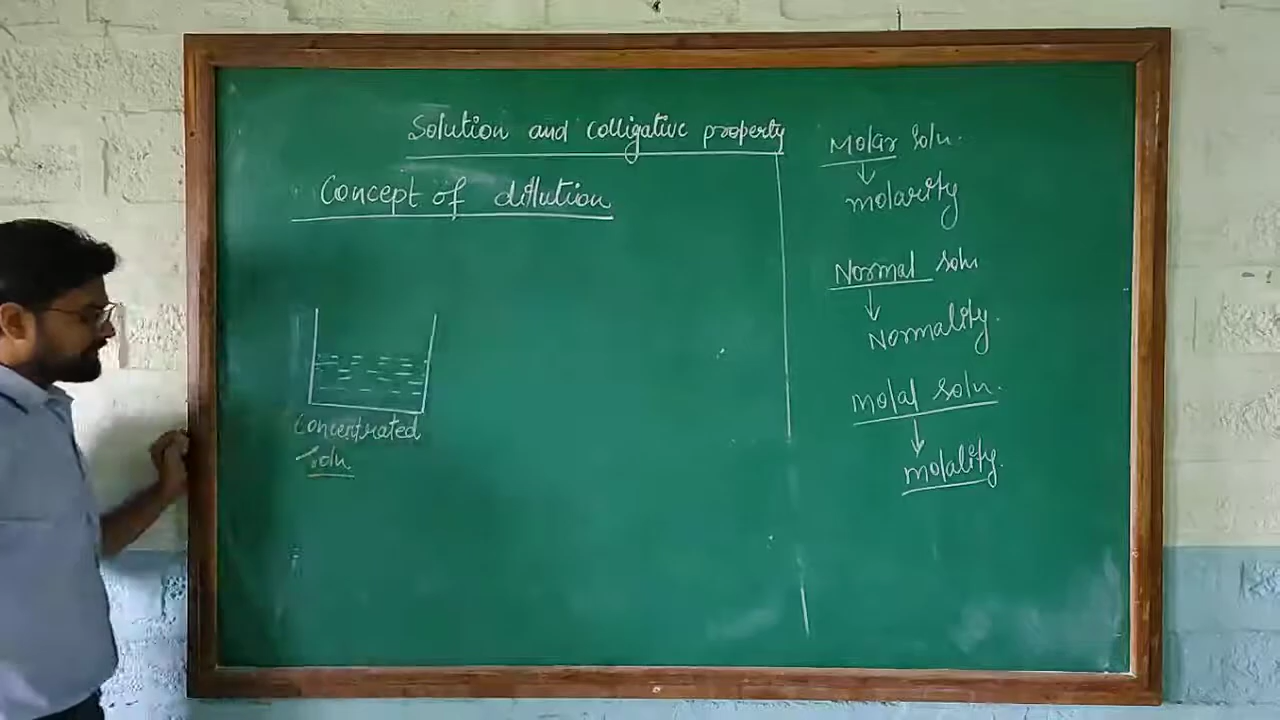 Solution and colligative property
Concept of dilution
Concentrated
Soln.
Molar Soln.
molarity
Normal Soln
Normality.
Molal Soln.
molality.